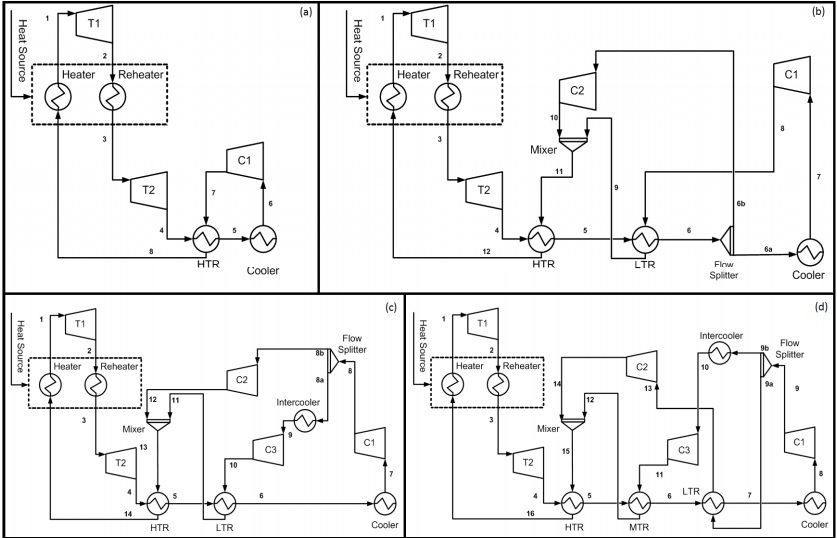 (a)
1
T1
2
Heat Source
Heater
Reheater
3
T2
4
C1
7
6
5
8
HTR
Cooler
(b)
1
T1
2
Heat Source
Heater
Reheater
3
T2
4
C2
10
Mixer
11
9
C1
8
7
6b
5
6
6a
12
HTR
LTR
Flow
Splitter
Cooler
(c)
1
T1
2
Heat Source
Heater
Reheater
3
T2
4
8b
Flow
Splitter
8a
8
C2
12
11
Intercooler
Mixer
9
13
C3
C1
10
7
5
6
14
HTR
LTR
Cooler
(d)
1
T1
2
Heat Source
Heater
Reheater
3
T2
4
Intercooler
9b
Flow
Splitter
10
9a
C2
14
13
12
9
Mixer
15
C3
C1
11
8
LTR
5
6
7
16
HTR
MTR
Cooler